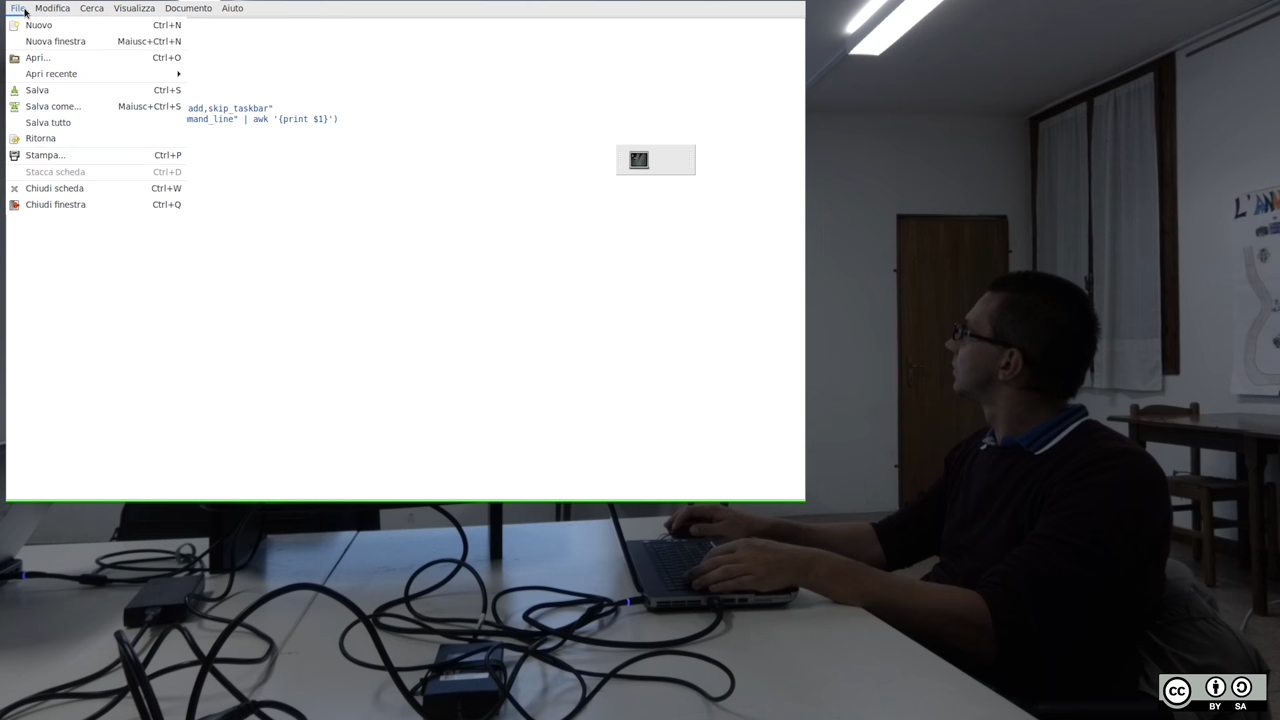 File Modifica Cerca Visualizza Documento Aiuto
Nuovo Ctrl+N
Nuova finestra Maiusc+Ctrl+N
Apri... Ctrl+O
Apri recente
Salva Ctrl+S
Salva come... Maiusc+Ctrl+S
Salva tutto
Ritorna
Stampa... Ctrl+P
Stacca scheda Ctrl+D
Chiudi scheda Ctrl+W
Chiudi finestra Ctrl+Q
add,skip_taskbar"
mand_line" | awk '{print $1}')
L'AN
cc
BY SA